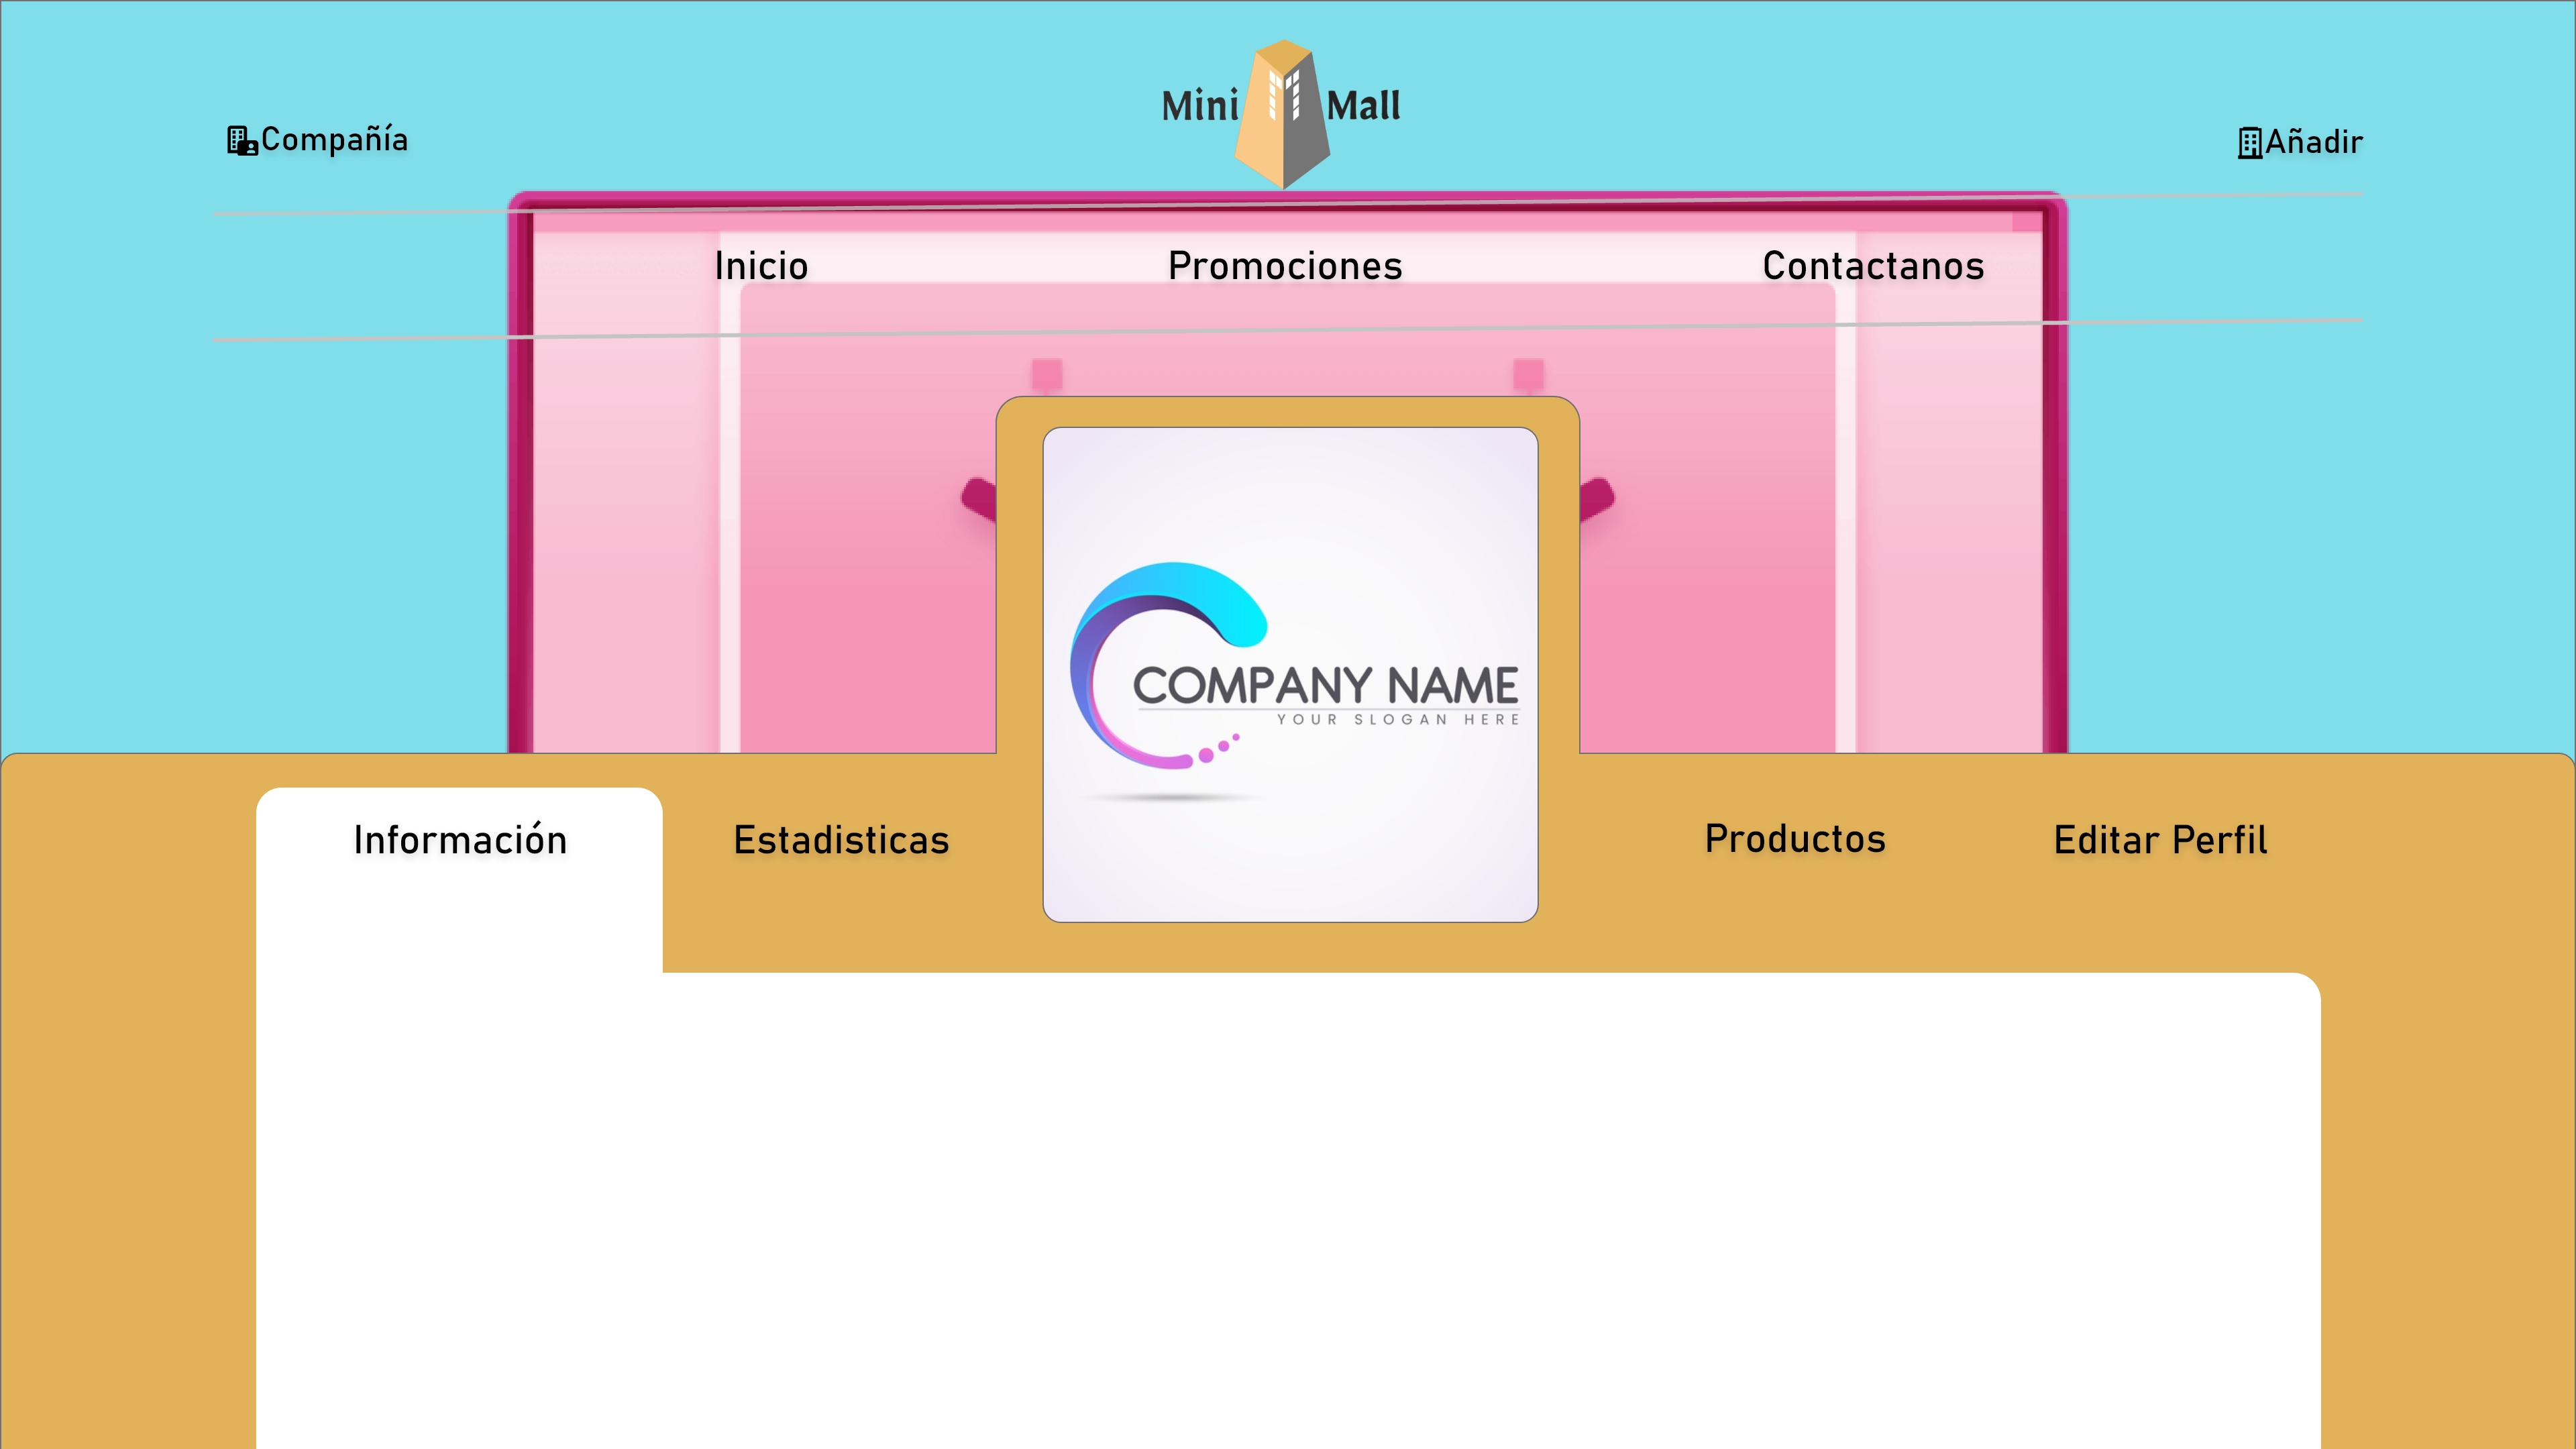 Mini Mall
Compañía
Añadir
Inicio Promociones Contactanos
COMPANY NAME
YOUR SLOGAN HERE
Información Estadisticas Productos Editar Perfil